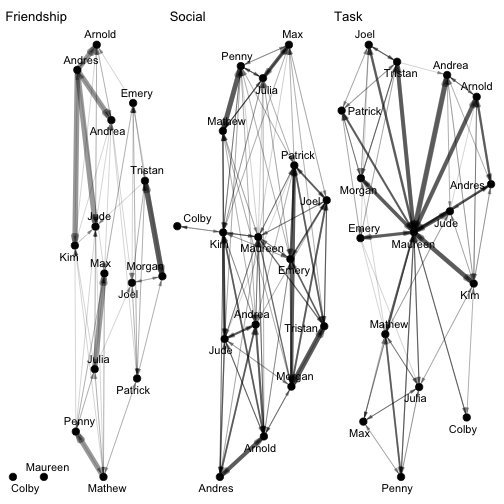 Friendship
Arnold
Andres
Emery
Andrea
Tristan
Jude
Kim
Max
Morgan
Joel
Julia
Patrick
Penny
Maureen
Colby
Mathew
Social
Max
Penny
Julia
Mathew
Patrick
Joel
Colby
Kim
Maureen
Emery
Andrea
Tristan
Jude
Morgan
Arnold
Andres
Task
Joel
Tristan
Andrea
Arnold
Patrick
Morgan
Andres
Jude
Emery
Maureen
Kim
Mathew
Julia
Max
Colby
Penny